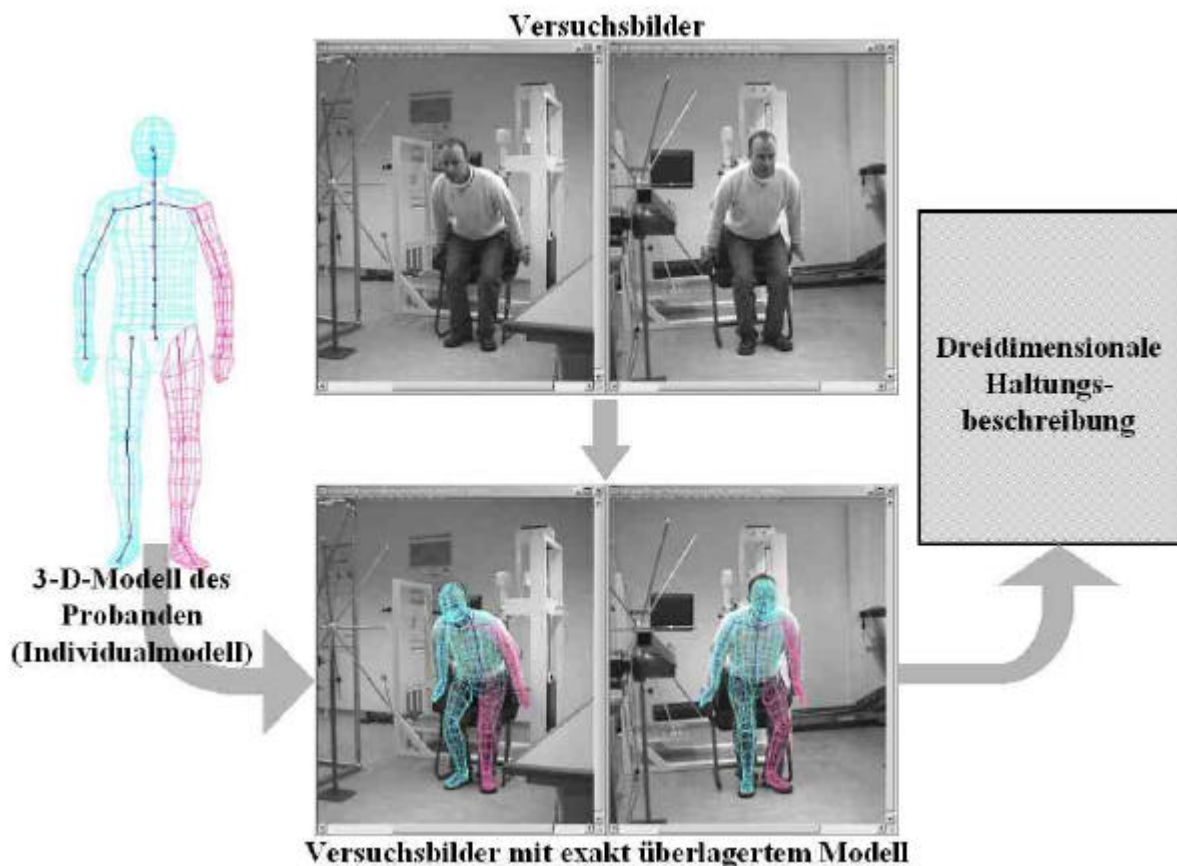 Versuchsbilder
3-D-Modell des
Probanden
(Individualmodell)
Dreidimensionale
Haltungs-
beschreibung
Versuchsbilder mit exakt überlagertem Modell